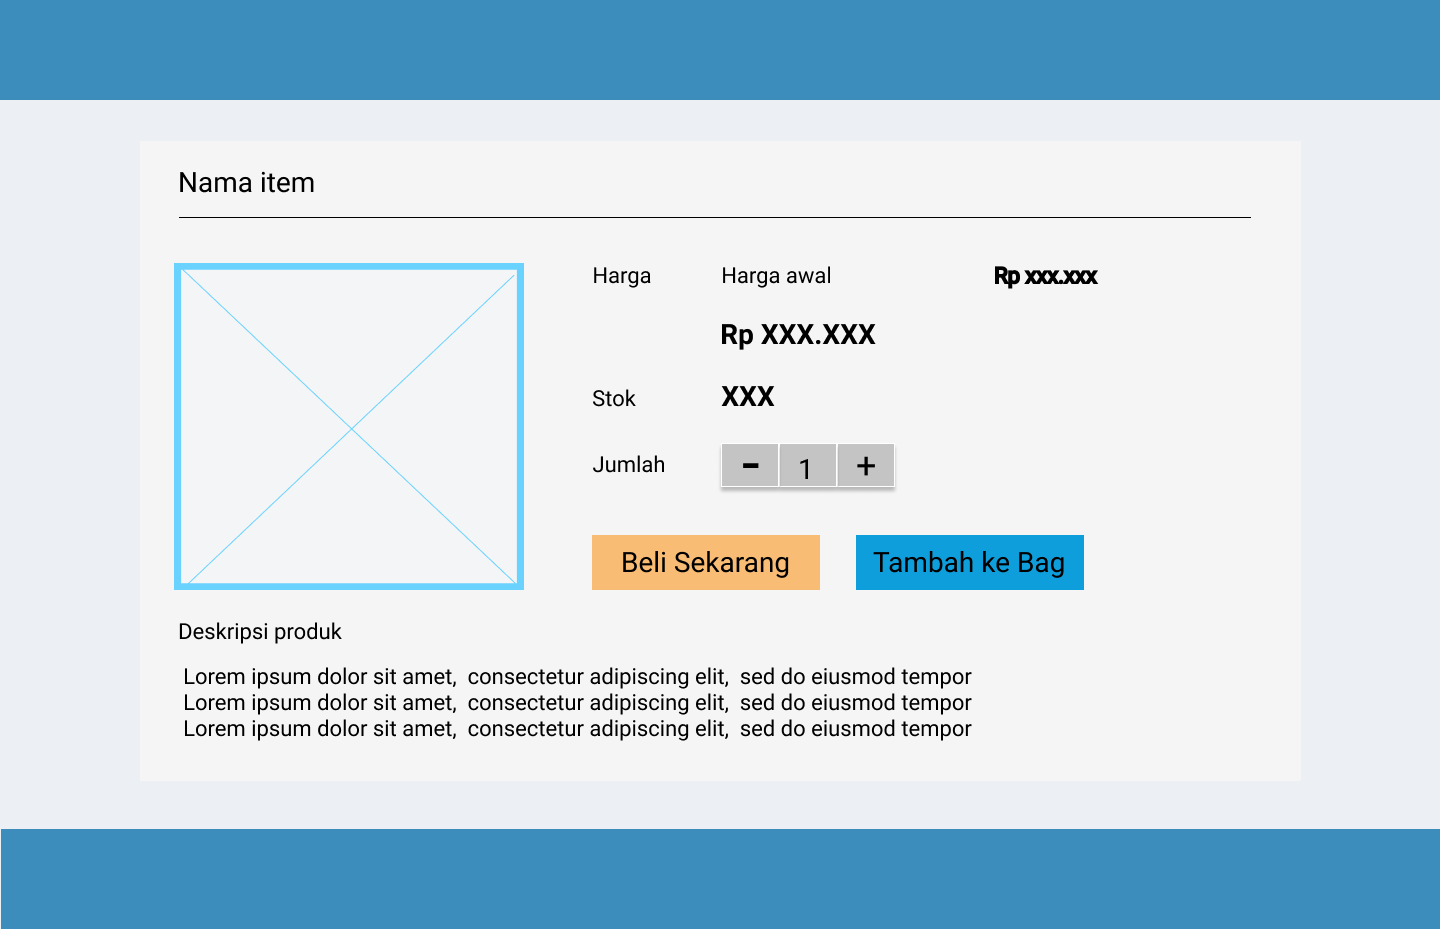 Nama item
Harga Harga awal Rp xxx.xxx
Rp XXX.XXX
Stok XXX
Jumlah - 1 +
Beli Sekarang Tambah ke Bag
Deskripsi produk
Lorem ipsum dolor sit amet, consectetur adipiscing elit, sed do eiusmod tempor
Lorem ipsum dolor sit amet, consectetur adipiscing elit, sed do eiusmod tempor
Lorem ipsum dolor sit amet, consectetur adipiscing elit, sed do eiusmod tempor